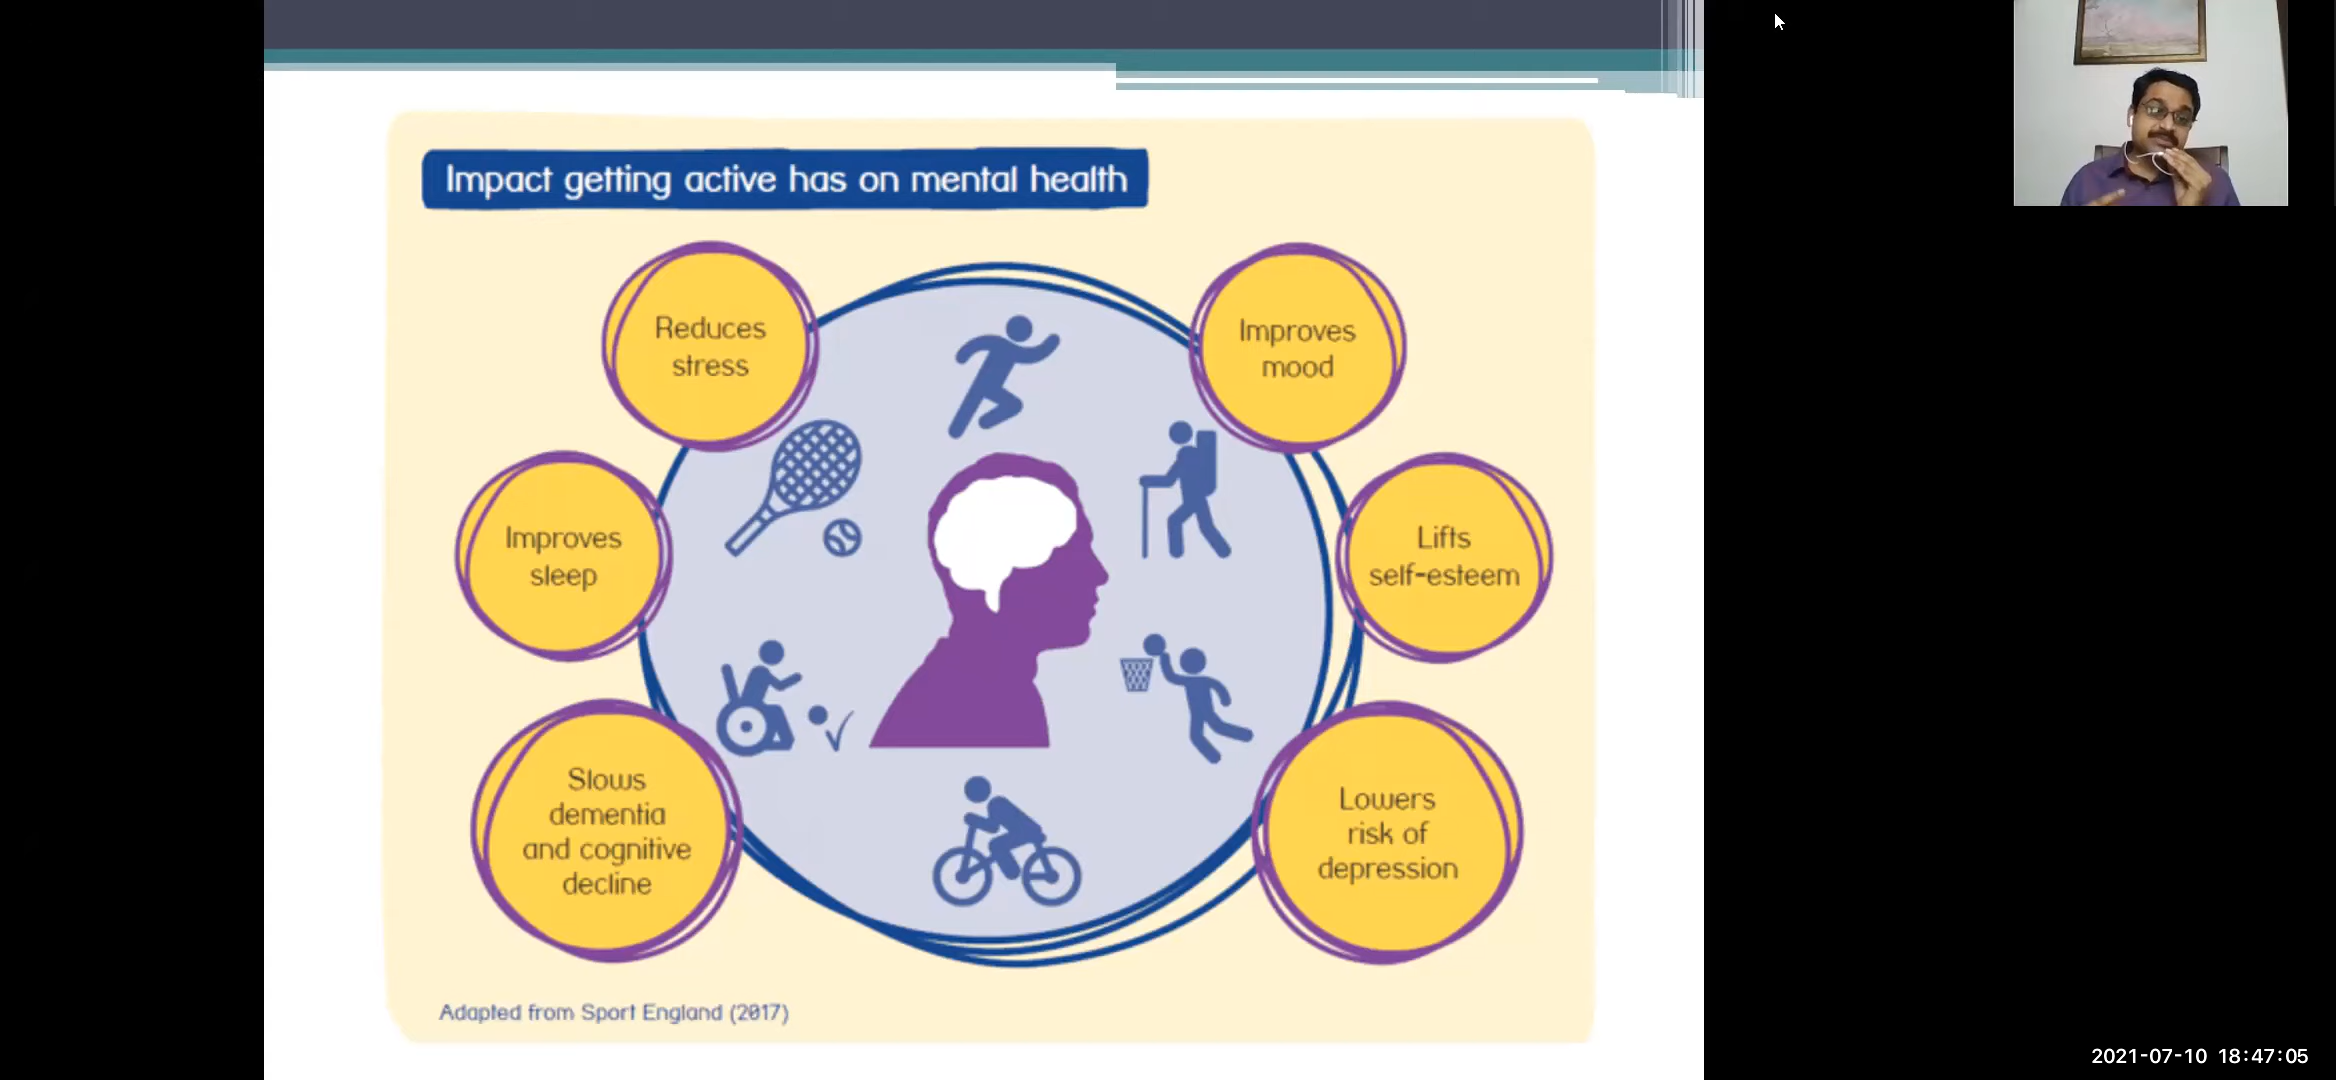 Impact getting active has on mental health
Reduces
stress
Improves
mood
Improves
sleep
Lifts
self-esteem
Slows
dementia
and cognitive
decline
Lowers
risk of
depression
Adapted from Sport England (2017)
2021-07-10 18:47:05